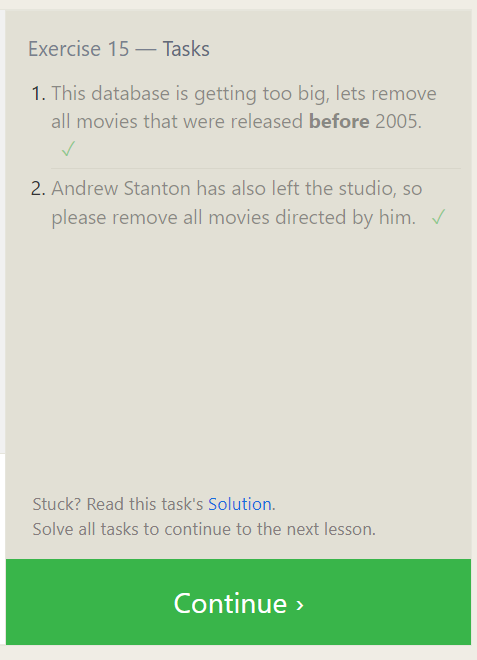 Exercise 15 — Tasks
1. This database is getting too big, lets remove
all movies that were released before 2005.
✓
2. Andrew Stanton has also left the studio, so
please remove all movies directed by him. ✓
Stuck? Read this task's Solution.
Solve all tasks to continue to the next lesson.
Continue ›